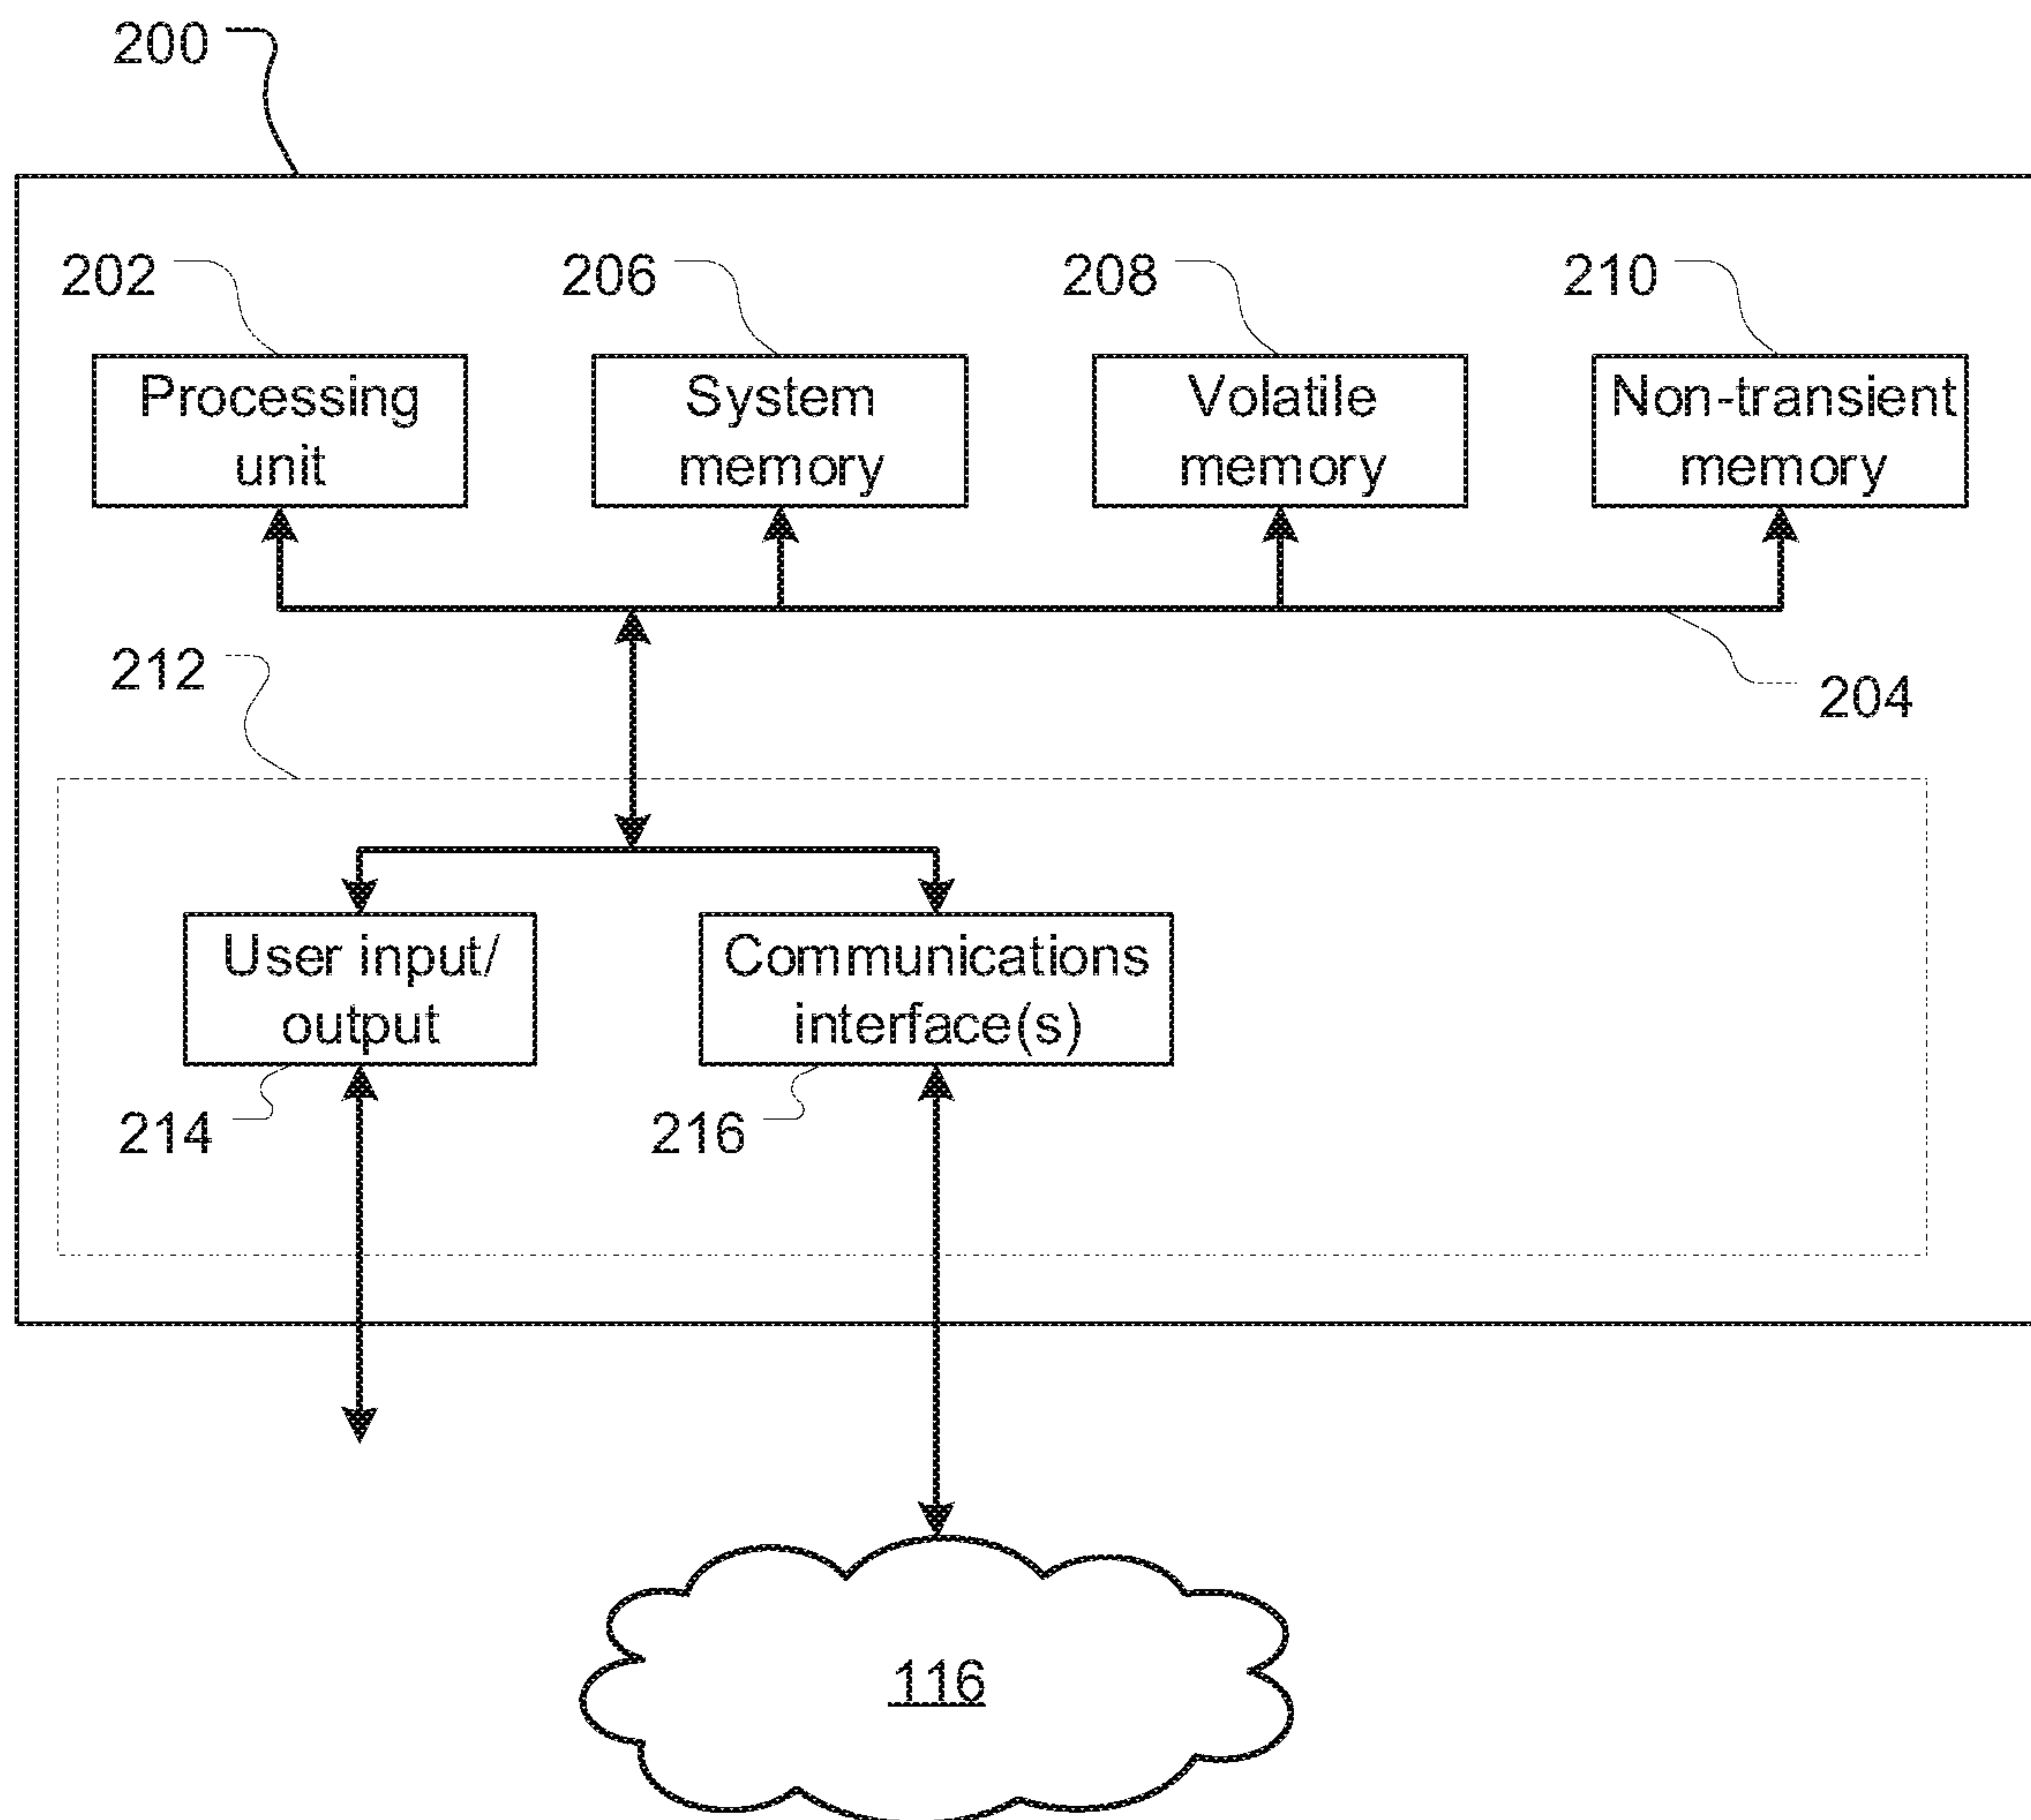 200
202
206
208
210
Processing
unit
System
memory
Volatile
memory
Non-transient
memory
212
204
User input/
output
Communications
interface(s)
214
216
116